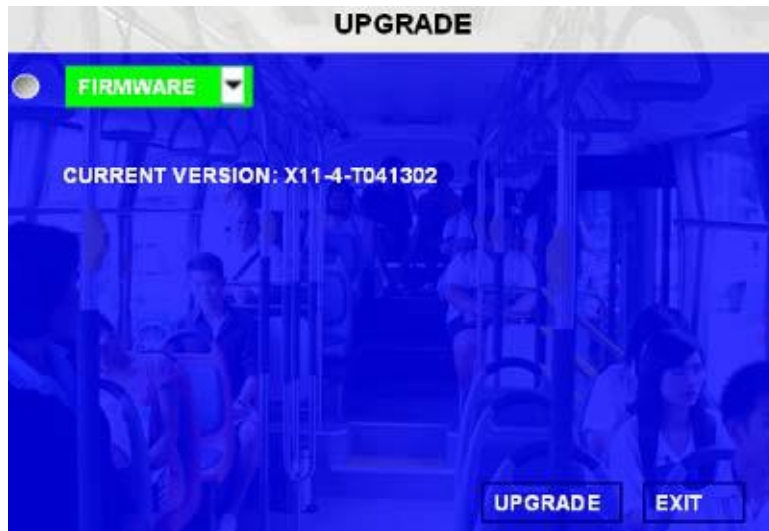 UPGRADE
FIRMWARE
CURRENT VERSION: X11-4-T041302
UPGRADE EXIT